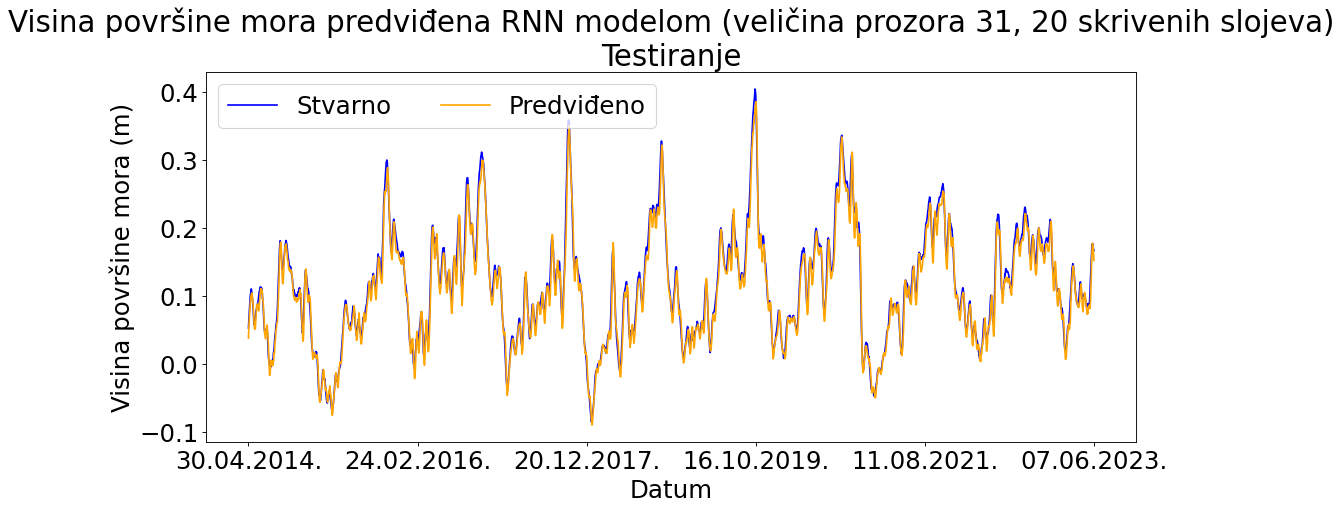 Visina površine mora predviđena RNN modelom (veličina prozora 31, 20 skrivenih slojeva)
Testiranje
Stvarno Predviđeno
Visina površine mora (m)
0.4
0.3
0.2
0.1
0.0
−0.1
30.04.2014. 24.02.2016. 20.12.2017. 16.10.2019. 11.08.2021. 07.06.2023.
Datum